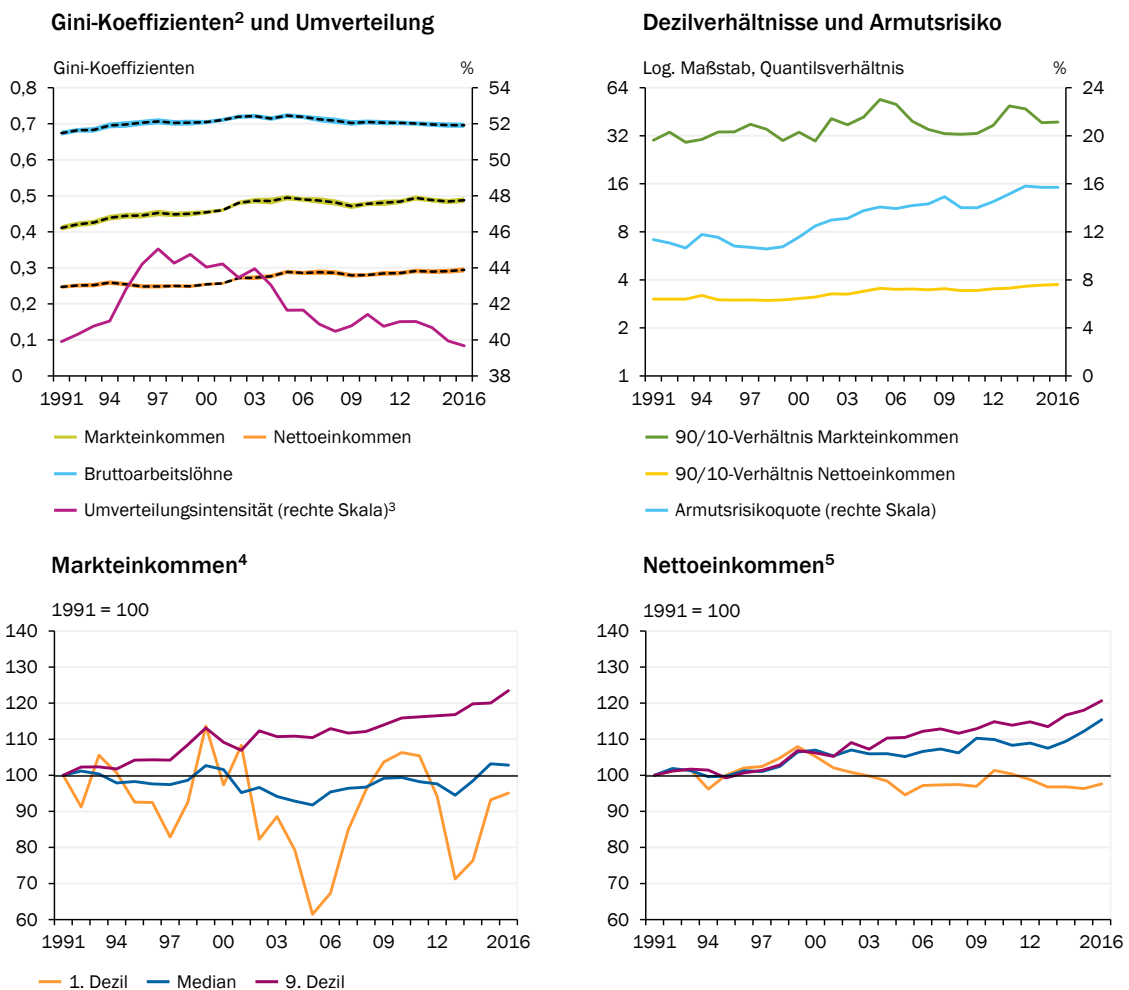 Gini-Koeffizienten² und Umverteilung
Gini-Koeffizienten %
0,8 54
0,7 52
0,6 50
0,5 48
0,4 46
0,3 44
0,2 42
0,1 40
0 38
1991 94 97 00 03 06 09 12 2016
Markteinkommen Nettoeinkommen
Bruttoarbeitslöhne
Umverteilungsintensität (rechte Skala)³
Dezilverhältnisse und Armutsrisiko
Log. Maßstab, Quantilsverhältnis %
64 24
32 20
16 16
8 12
4 8
2 4
1 0
1991 94 97 00 03 06 09 12 2016
90/10-Verhältnis Markteinkommen
90/10-Verhältnis Nettoeinkommen
Armutsrisikoquote (rechte Skala)
Markteinkommen⁴
1991 = 100
140
130
120
110
100
90
80
70
60
1991 94 97 00 03 06 09 12 2016
1. Dezil Median 9. Dezil
Nettoeinkommen⁵
1991 = 100
140
130
120
110
100
90
80
70
60
1991 94 97 00 03 06 09 12 2016